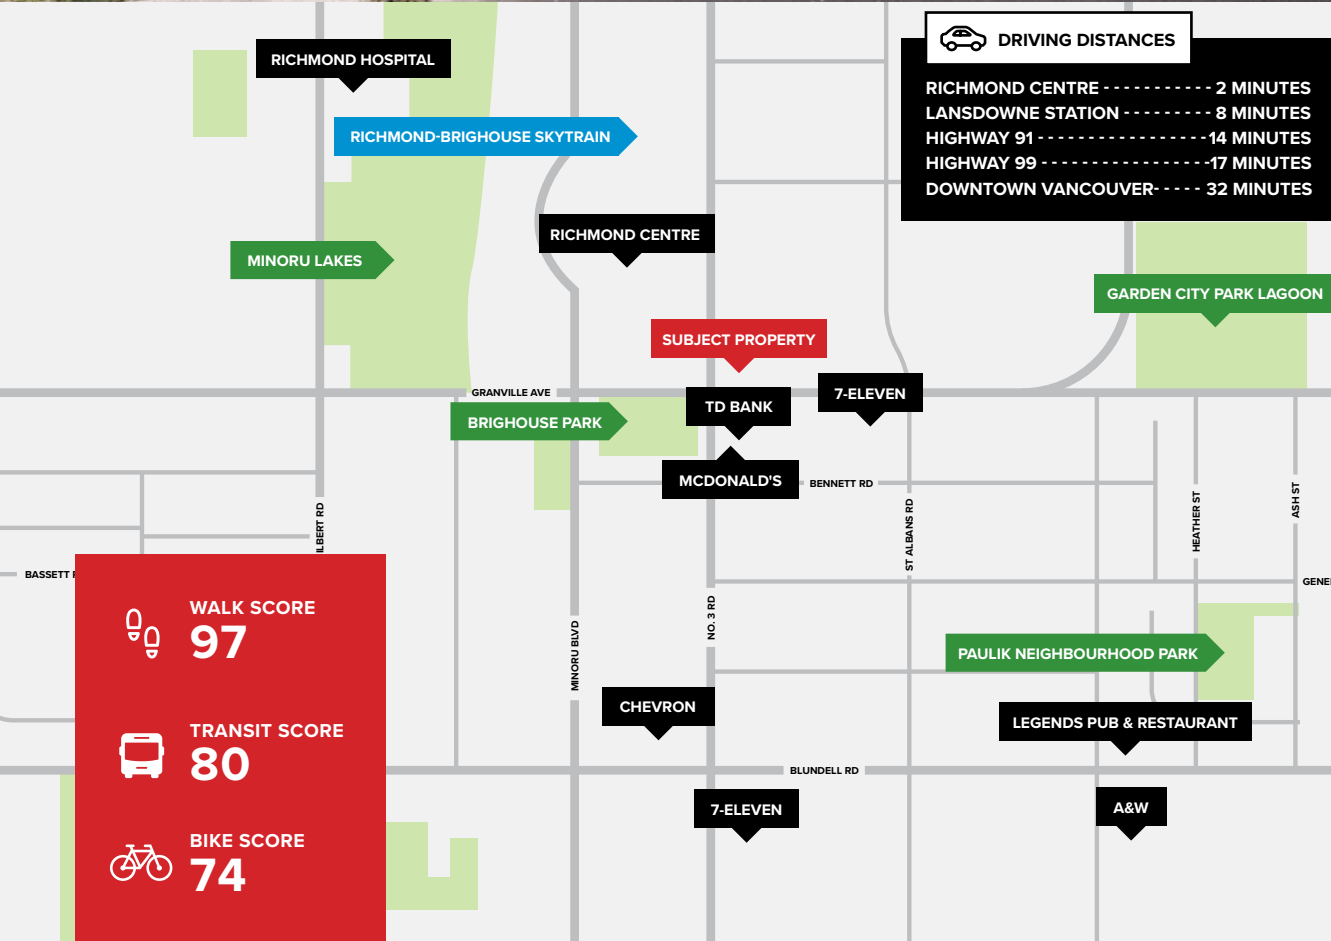 DRIVING DISTANCES
RICHMOND CENTRE - - - - - - - - - - - 2 MINUTES
LANSDOWNE STATION - - - - - - - - - 8 MINUTES
HIGHWAY 91 - - - - - - - - - - - - - - - - -14 MINUTES
HIGHWAY 99 - - - - - - - - - - - - - - - - -17 MINUTES
DOWNTOWN VANCOUVER- - - - - 32 MINUTES
RICHMOND HOSPITAL
RICHMOND-BRIGHOUSE SKYTRAIN
RICHMOND CENTRE
MINORU LAKES
GARDEN CITY PARK LAGOON
SUBJECT PROPERTY
GRANVILLE AVE
7-ELEVEN
TD BANK
BRIGHOUSE PARK
MCDONALD'S
BENNETT RD
ILBERT RD
ST ALBANS RD
HEATHER ST
ASH ST
BASSETT
GENE
NO. 3 RD
MINORU BLVD
PAULIK NEIGHBOURHOOD PARK
CHEVRON
LEGENDS PUB & RESTAURANT
BLUNDELL RD
7-ELEVEN
A&W
WALK SCORE
97
TRANSIT SCORE
80
BIKE SCORE
74